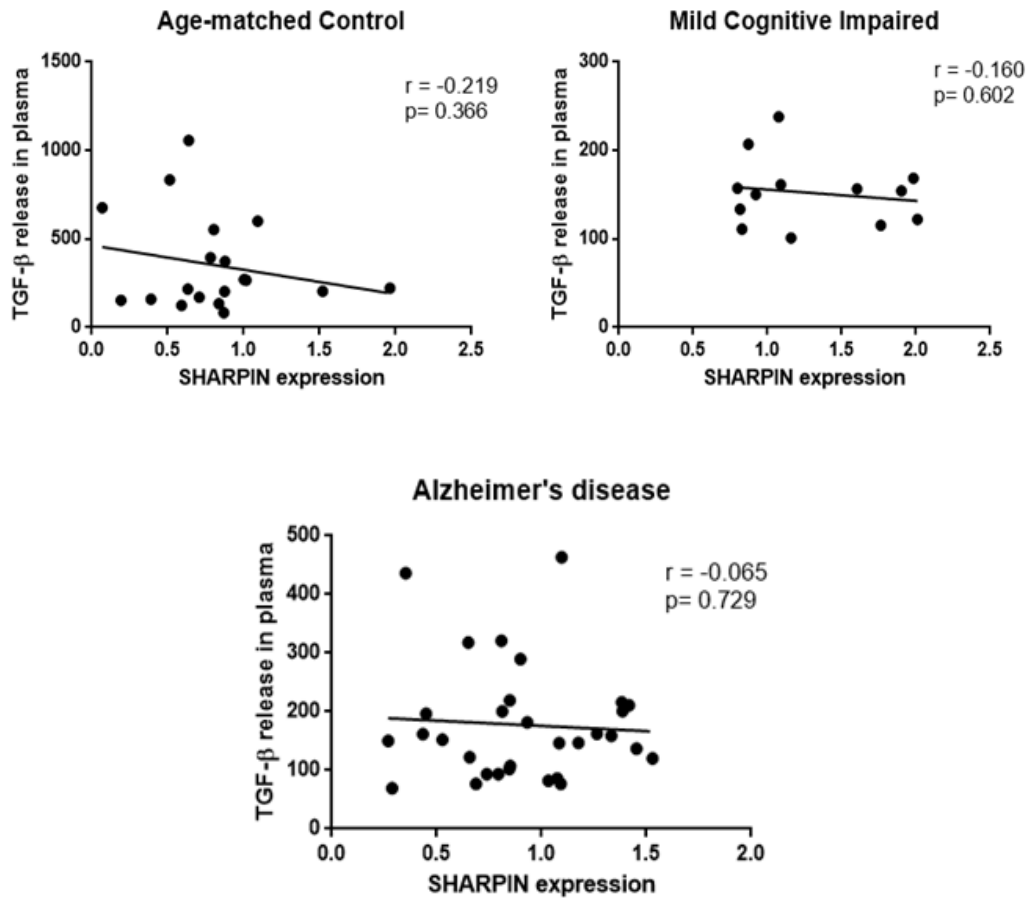 Age-matched Control
1500
1000
500
0
TGF-β release in plasma
r = -0.219
p= 0.366
0.0 0.5 1.0 1.5 2.0 2.5
SHARPIN expression
Mild Cognitive Impaired
300
200
100
0
TGF-β release in plasma
r = -0.160
p= 0.602
0.0 0.5 1.0 1.5 2.0 2.5
SHARPIN expression
Alzheimer's disease
500
400
300
200
100
0
TGF-β release in plasma
r = -0.065
p= 0.729
0.0 0.5 1.0 1.5 2.0
SHARPIN expression